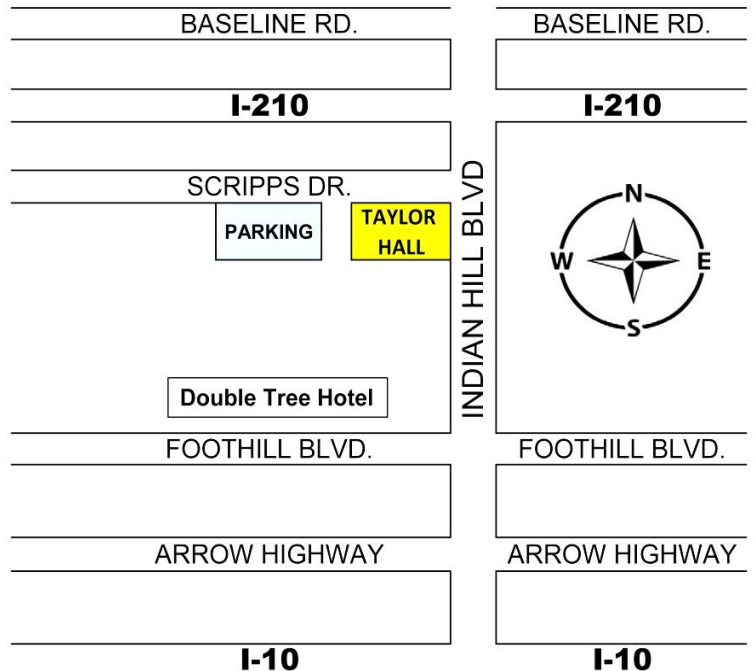 BASELINE RD.
BASELINE RD.
I-210
I-210
SCRIPPS DR.
PARKING
TAYLOR
HALL
INDIAN HILL BLVD
N
W
E
S
Double Tree Hotel
FOOTHILL BLVD.
FOOTHILL BLVD.
ARROW HIGHWAY
ARROW HIGHWAY
I-10
I-10